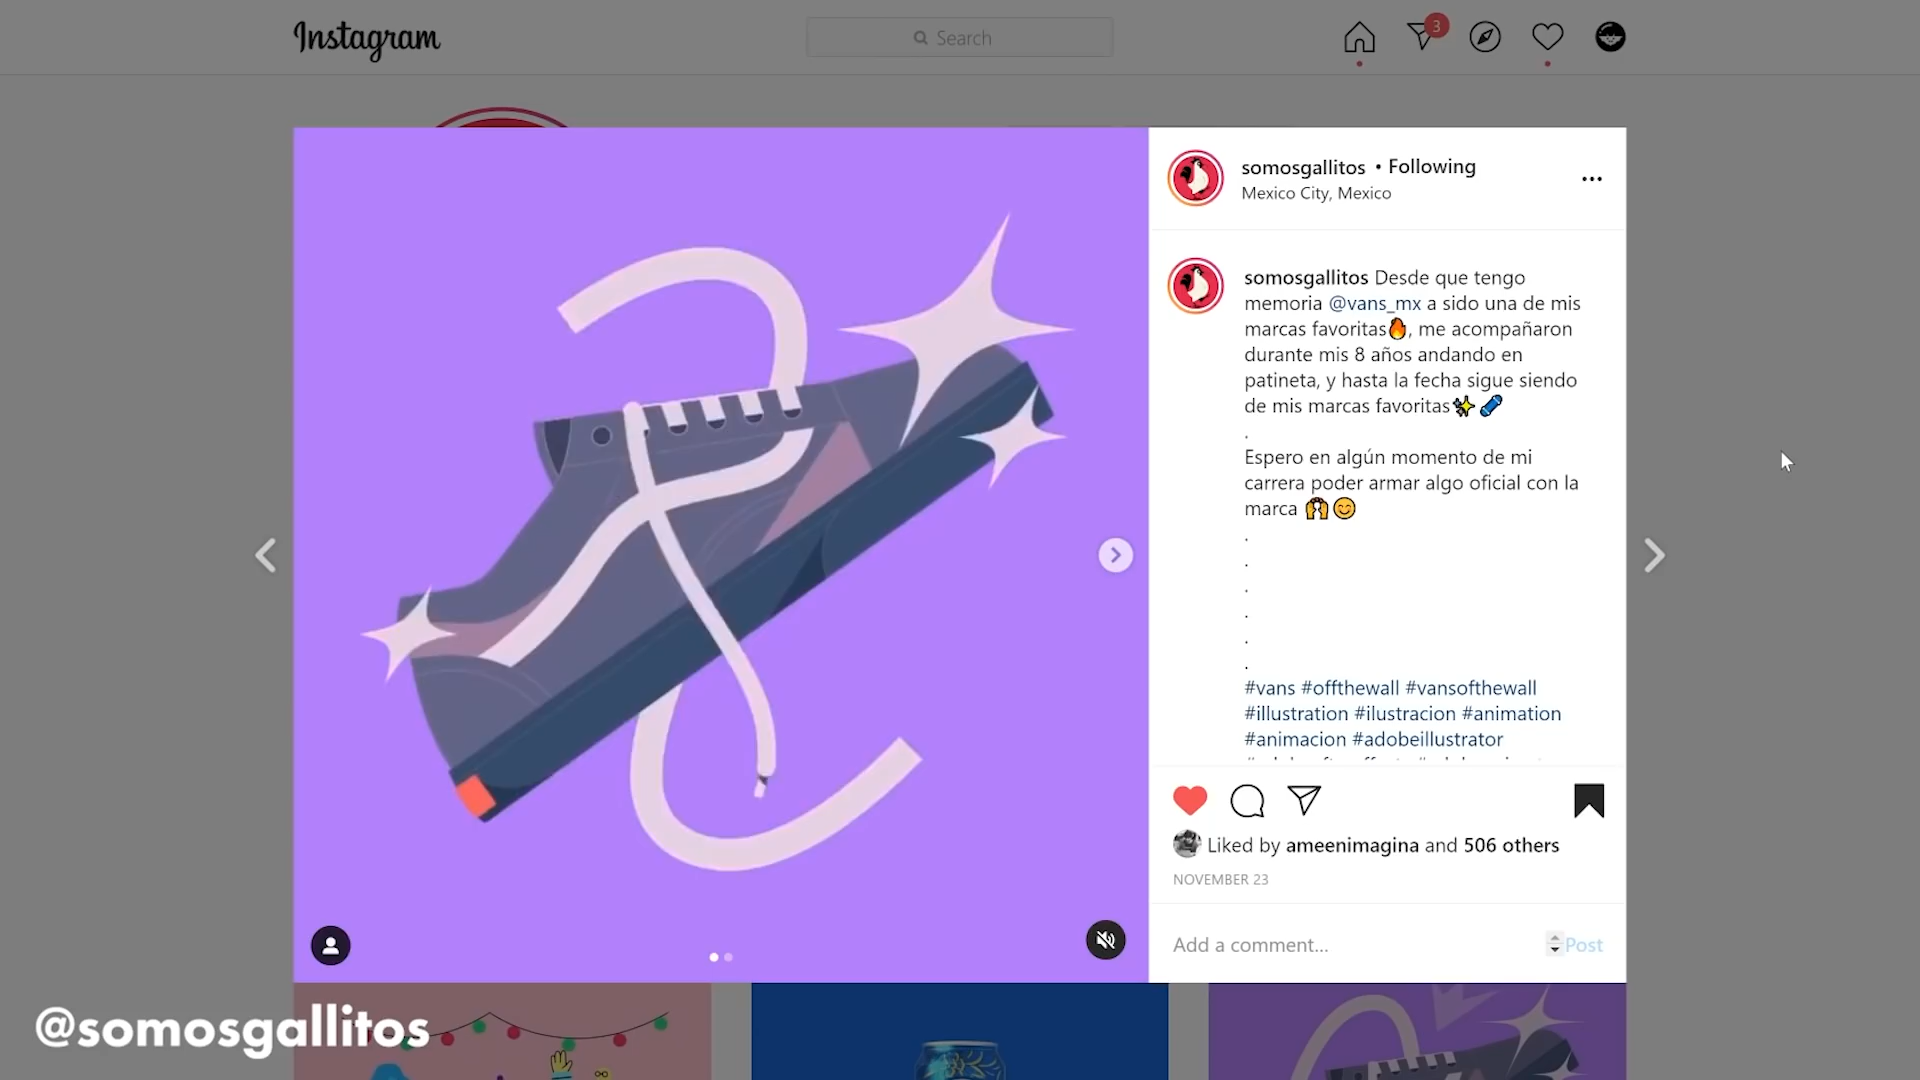 Instagram
Search
3
somosgallitos • Following
Mexico City, Mexico
somosgallitos Desde que tengo
memoria @vans_mx a sido una de mis
marcas favoritas🔥, me acompañaron
durante mis 8 años andando en
patineta, y hasta la fecha sigue siendo
de mis marcas favoritas✨
.
Espero en algún momento de mi
carrera poder armar algo oficial con la
marca 🙌😊
.
.
.
.
.
.
#vans #offthewall #vansofthewall
#illustration #ilustracion #animation
#animacion #adobeillustrator
Liked by ameenimagina and 506 others
NOVEMBER 23
Add a comment...
Post
@somosgallitos